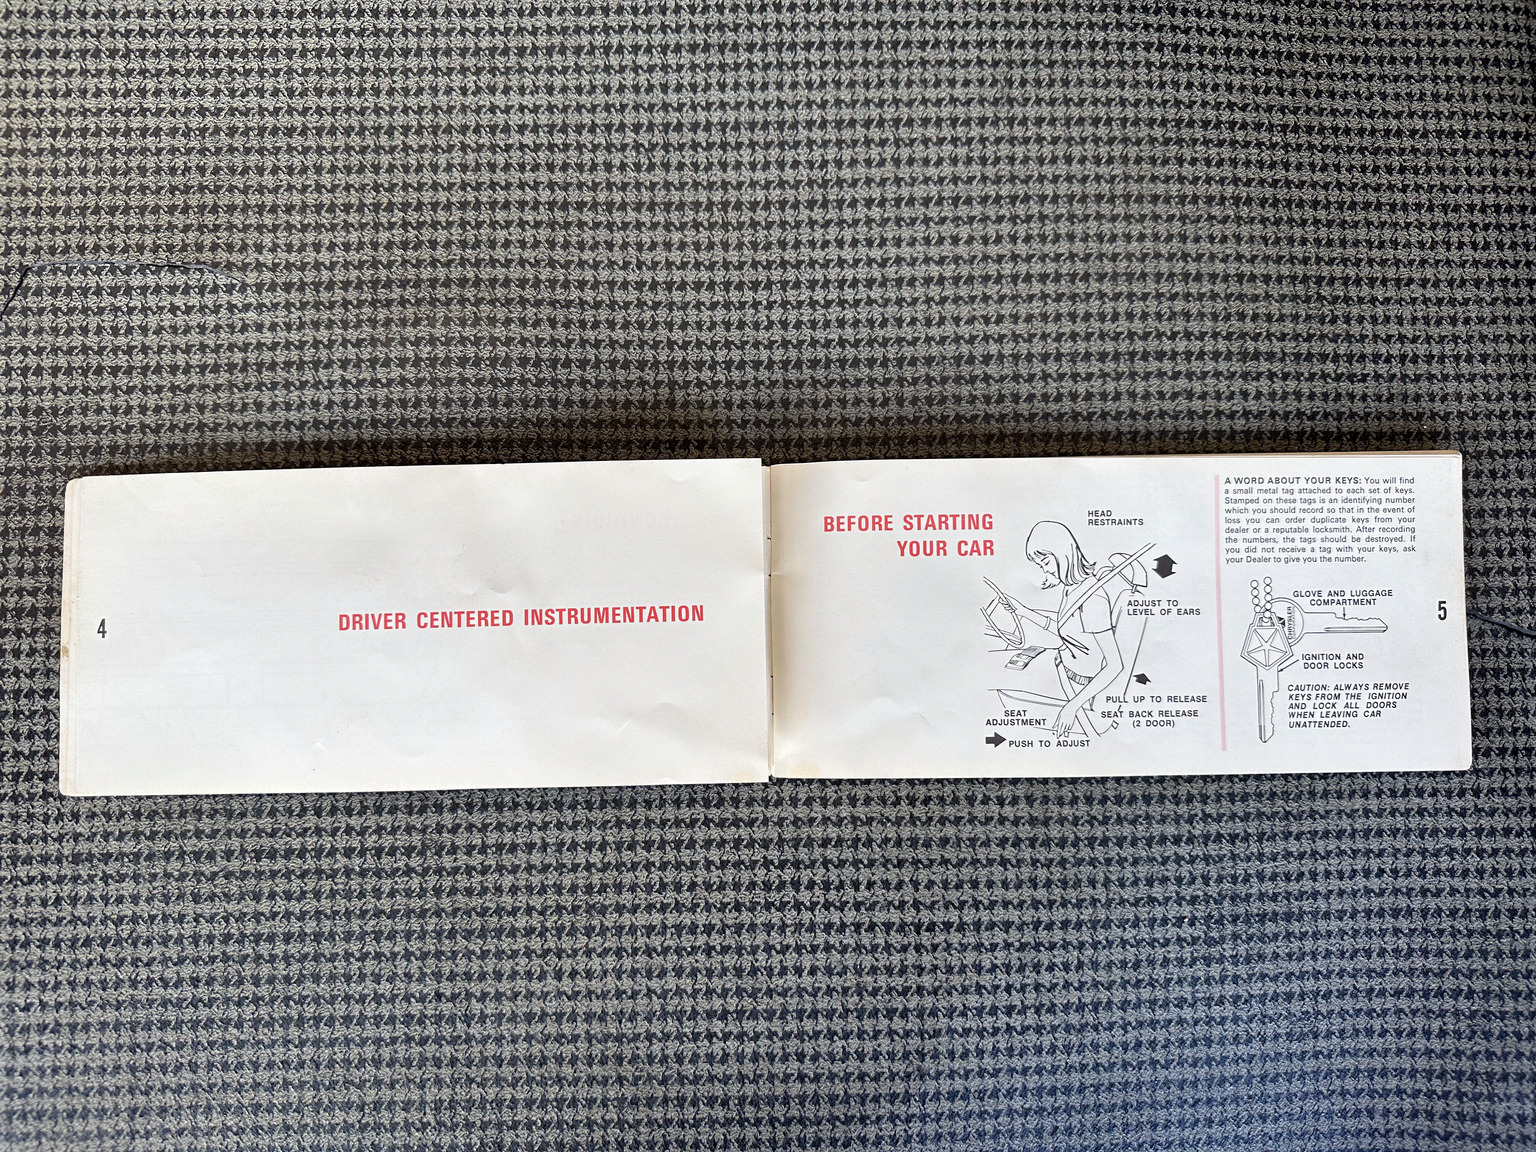 4
DRIVER CENTERED INSTRUMENTATION
BEFORE STARTING
YOUR CAR
HEAD
RESTRAINTS
ADJUST TO
LEVEL OF EARS
PULL UP TO RELEASE
SEAT BACK RELEASE
(2 DOOR)
SEAT
ADJUSTMENT
PUSH TO ADJUST
A WORD ABOUT YOUR KEYS: You will find
a small metal tag attached to each set of keys.
Stamped on these tags is an identifying number
which you should record so that in the event of
loss you can order duplicate keys from your
dealer or a reputable locksmith. After recording
the numbers, the tags should be destroyed. If
you did not receive a tag with your keys, ask
your Dealer to give you the number.
GLOVE AND LUGGAGE
COMPARTMENT
CHRYSLER
IGNITION AND
DOOR LOCKS
CAUTION: ALWAYS REMOVE
KEYS FROM THE IGNITION
AND LOCK ALL DOORS
WHEN LEAVING CAR
UNATTENDED.
5